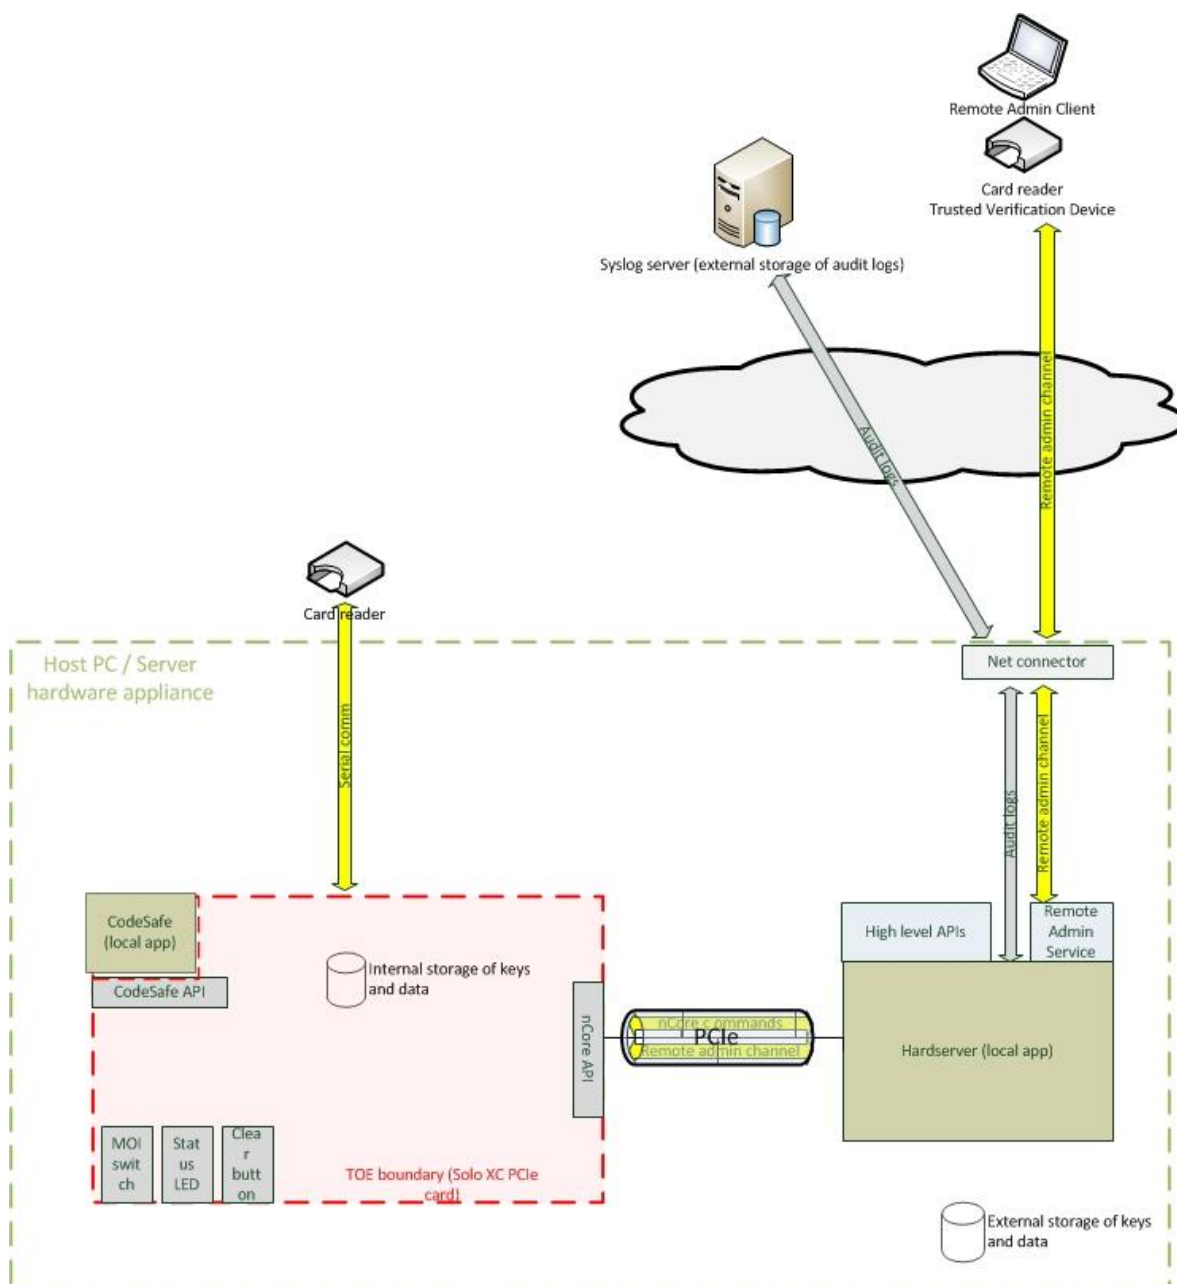 Remote Admin Client
Card reader
Trusted Verification Device
Syslog server (external storage of audit logs)
Remote admin channel
Audit logs
Card reader
Host PC / Server
hardware appliance
Net connector
Serial comm
Audit logs
Remote admin channel
CodeSafe
(local app)
High level APIs
Remote
Admin
Service
Internal storage of keys
and data
CodeSafe API
nCore API
nCore commands
PCIe
Remote admin channel
Hardserver (local app)
MOI
swit
ch
Stat
us
LED
Clea
r
butt
on
TOE boundary (Solo XC PCIe
card)
External storage of keys
and data